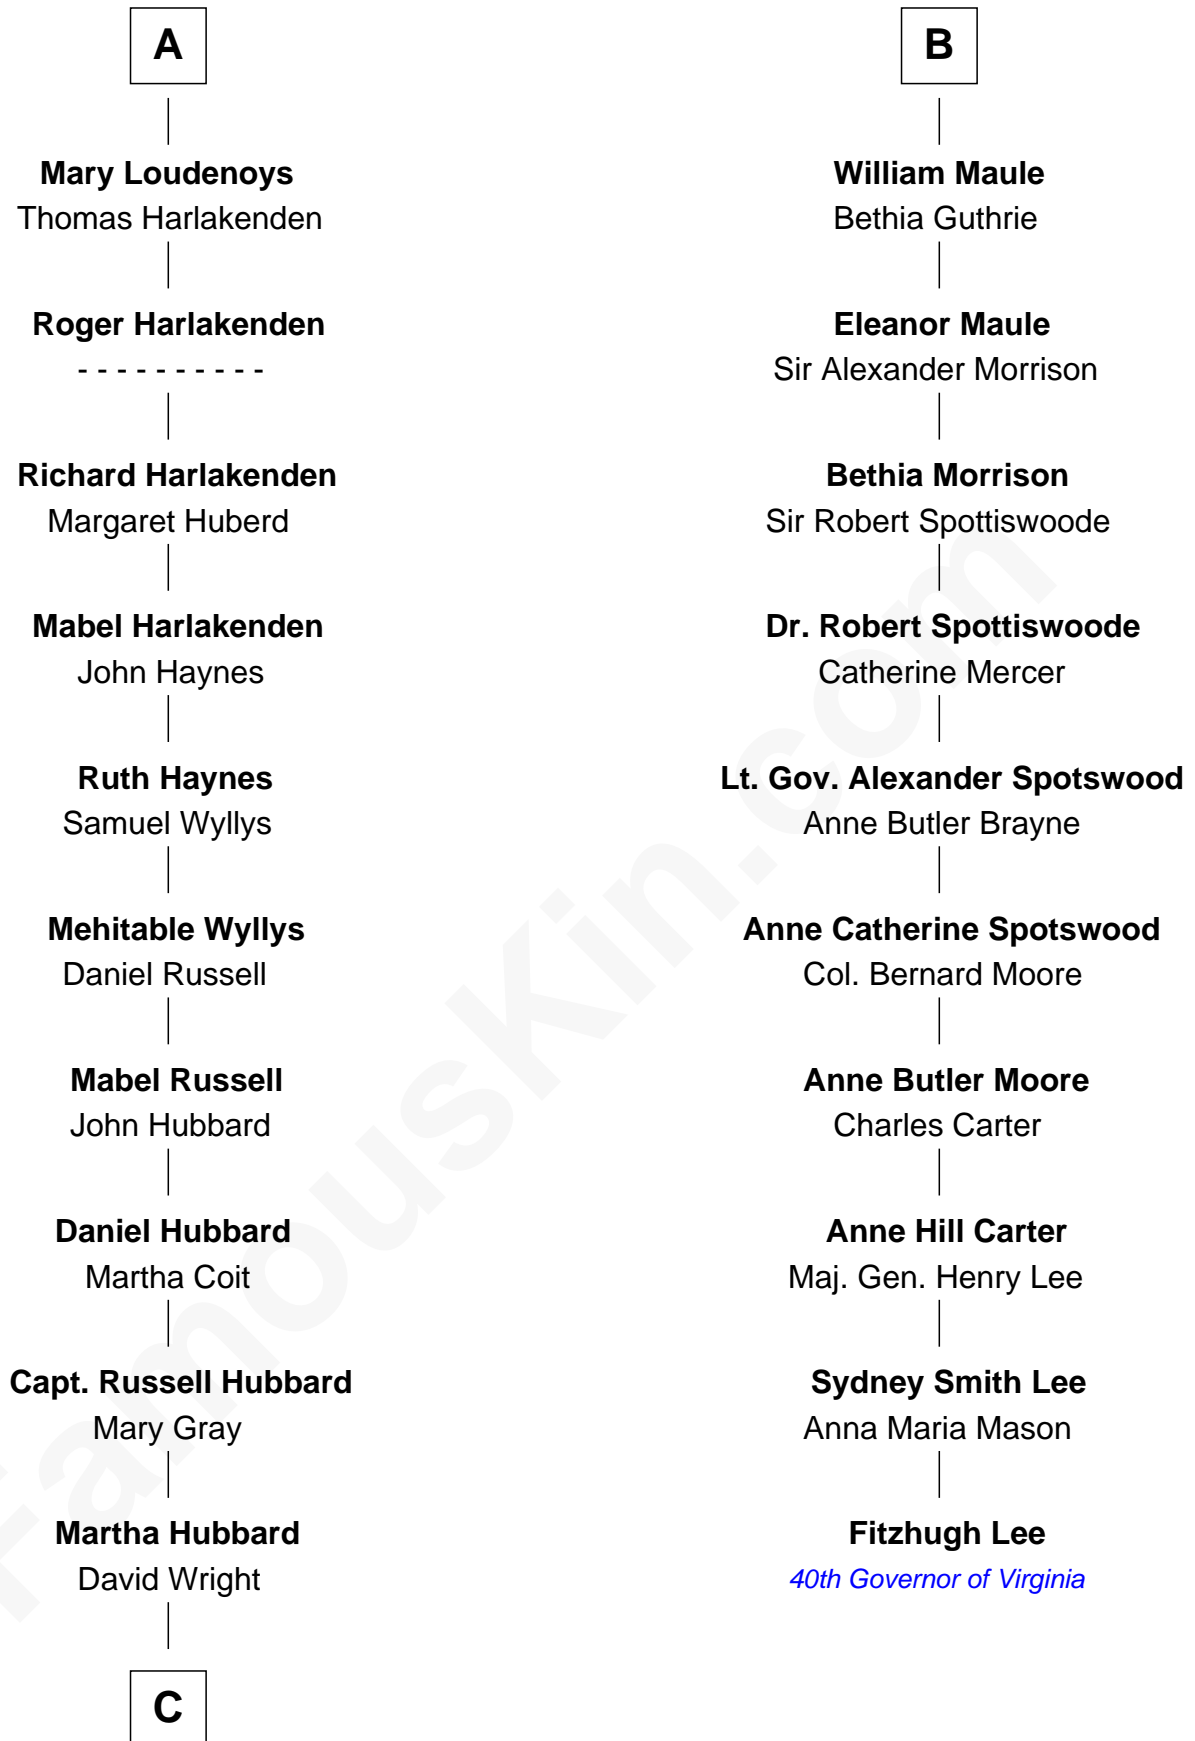 A
Mary Loudenoys
Thomas Harlakenden
Roger Harlakenden
- - - - - - - - - -
Richard Harlakenden
Margaret Huberd
Mabel Harlakenden
John Haynes
Ruth Haynes
Samuel Wyllys
Mehitable Wyllys
Daniel Russell
Mabel Russell
John Hubbard
Daniel Hubbard
Martha Coit
Capt. Russell Hubbard
Mary Gray
Martha Hubbard
David Wright
C
B
William Maule
Bethia Guthrie
Eleanor Maule
Sir Alexander Morrison
Bethia Morrison
Sir Robert Spottiswoode
Dr. Robert Spottiswoode
Catherine Mercer
Lt. Gov. Alexander Spotswood
Anne Butler Brayne
Anne Catherine Spotswood
Col. Bernard Moore
Anne Butler Moore
Charles Carter
Anne Hill Carter
Maj. Gen. Henry Lee
Sydney Smith Lee
Anna Maria Mason
Fitzhugh Lee
40th Governor of Virginia
FamousKin.com